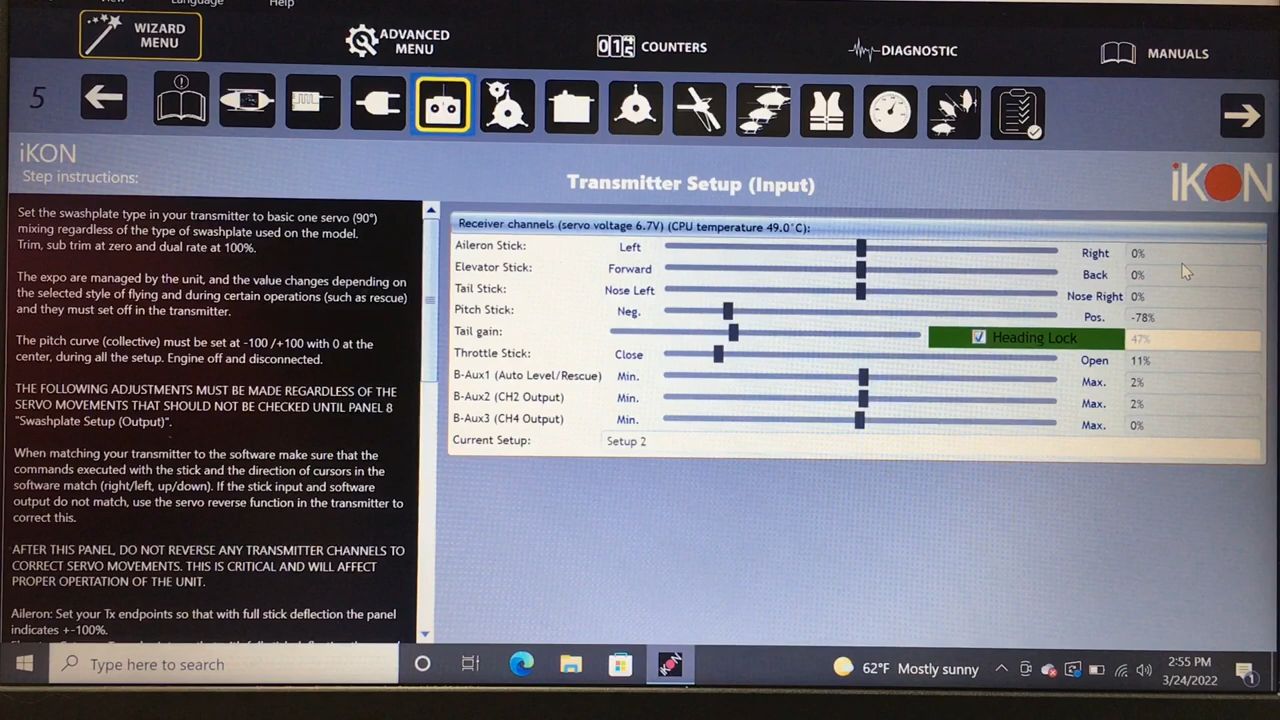 View
Language
Help
WIZARD
MENU
ADVANCED
MENU
COUNTERS
DIAGNOSTIC
MANUALS
5
iKON
Step instructions:
Transmitter Setup (Input)
iKON
Set the swashplate type in your transmitter to basic one servo (90°)
mixing regardless of the type of swashplate used on the model.
Trim, sub trim at zero and dual rate at 100%.
The expo are managed by the unit, and the value changes depending on
the selected style of flying and during certain operations (such as rescue)
and they must set off in the transmitter.
The pitch curve (collective) must be set at -100 /+100 with 0 at the
center, during all the setup. Engine off and disconnected.
THE FOLLOWING ADJUSTMENTS MUST BE MADE REGARDLESS OF THE
SERVO MOVEMENTS THAT SHOULD NOT BE CHECKED UNTIL PANEL 8
"Swashplate Setup (Output)".
When matching your transmitter to the software make sure that the
commands executed with the stick and the direction of cursors in the
software match (right/left, up/down). If the stick input and software
output do not match, use the servo reverse function in the transmitter to
correct this.
AFTER THIS PANEL, DO NOT REVERSE ANY TRANSMITTER CHANNELS TO
CORRECT SERVO MOVEMENTS. THIS IS CRITICAL AND WILL AFFECT
PROPER OPERTATION OF THE UNIT.
Aileron: Set your Tx endpoints so that with full stick deflection the panel
indicates +-100%.
Receiver channels (servo voltage 6.7V) (CPU temperature 49.0°C):
Aileron Stick: Left Right 0%
Elevator Stick: Forward Back 0%
Tail Stick: Nose Left Nose Right 0%
Pitch Stick: Neg. Pos. -78%
Tail gain: Heading Lock 47%
Throttle Stick: Close Open 11%
B-Aux1 (Auto Level/Rescue) Min. Max. 2%
B-Aux2 (CH2 Output) Min. Max. 2%
B-Aux3 (CH4 Output) Min. Max. 0%
Current Setup: Setup 2
Type here to search
62°F Mostly sunny
2:55 PM
3/24/2022
1